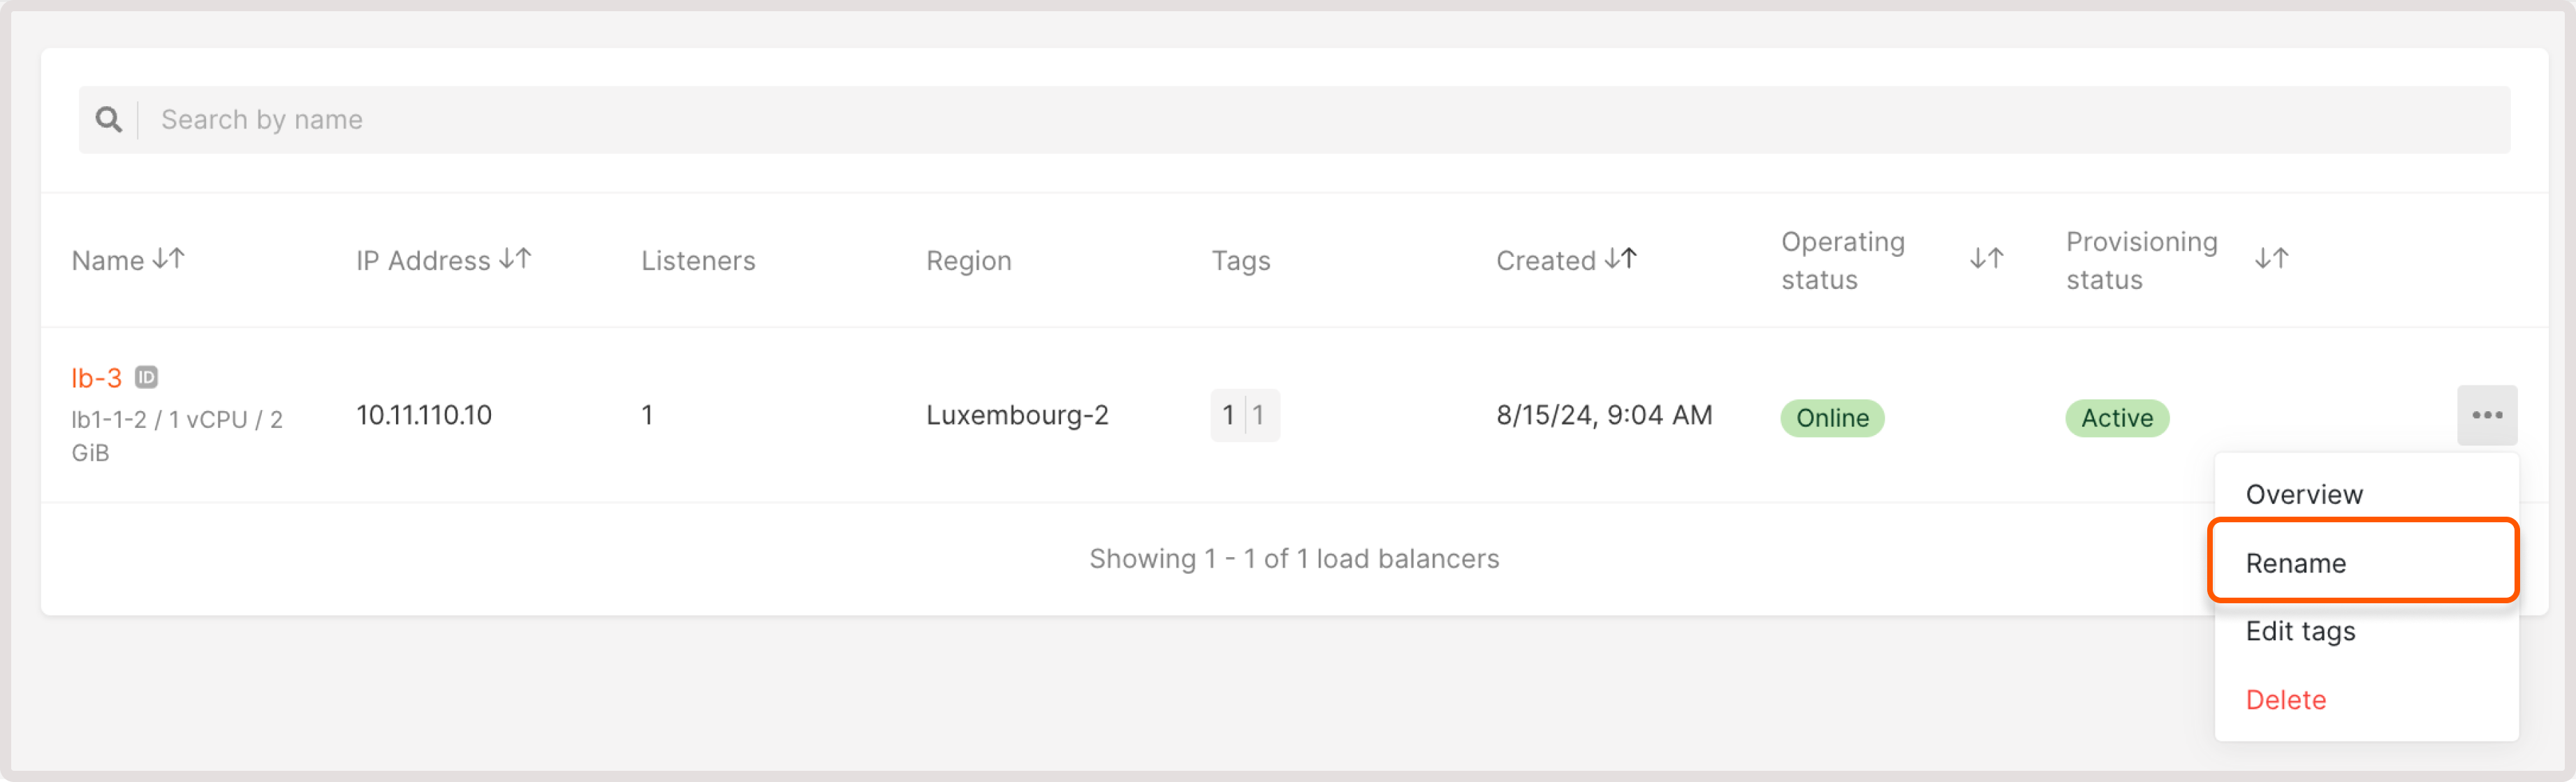 Search by name
Name
IP Address
Listeners
Region
Tags
Created
Operating
status
Provisioning
status
lb-3 ID
lb1-1-2 / 1 vCPU / 2
GiB
10.11.110.10
1
Luxembourg-2
1 1
8/15/24, 9:04 AM
Online
Active
Overview
Rename
Edit tags
Delete
Showing 1 - 1 of 1 load balancers